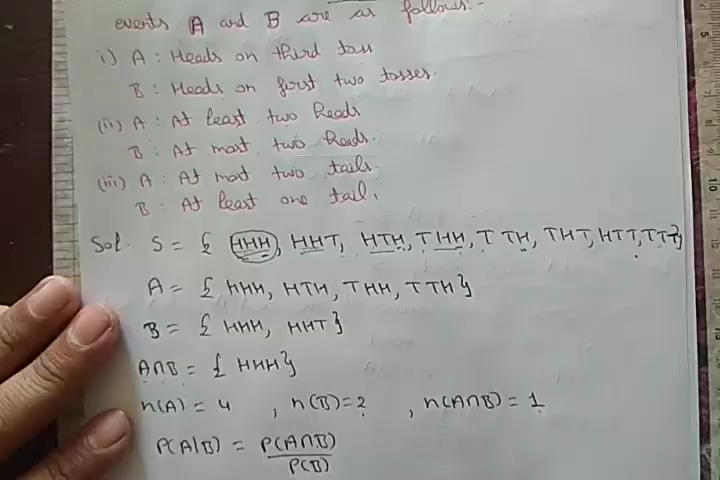 events A and B are as follows:-
i) A : Heads on third toss
B : Heads on first two tosses.
(ii) A : At least two Heads
B : At most two Heads.
(iii) A : At most two tails.
B : At least one tail.
Sol. S = { HHH, HHT, HTH, THH, TTH, THT, HTT, TTT}
A = { HHH, HTH, THH, TTH}
B = { HHH, HHT}
A∩B = { HHH}
n(A) = 4 , n(B)=2 , n(A∩B) = 1
P(A|B) = P(A∩B)
P(B)